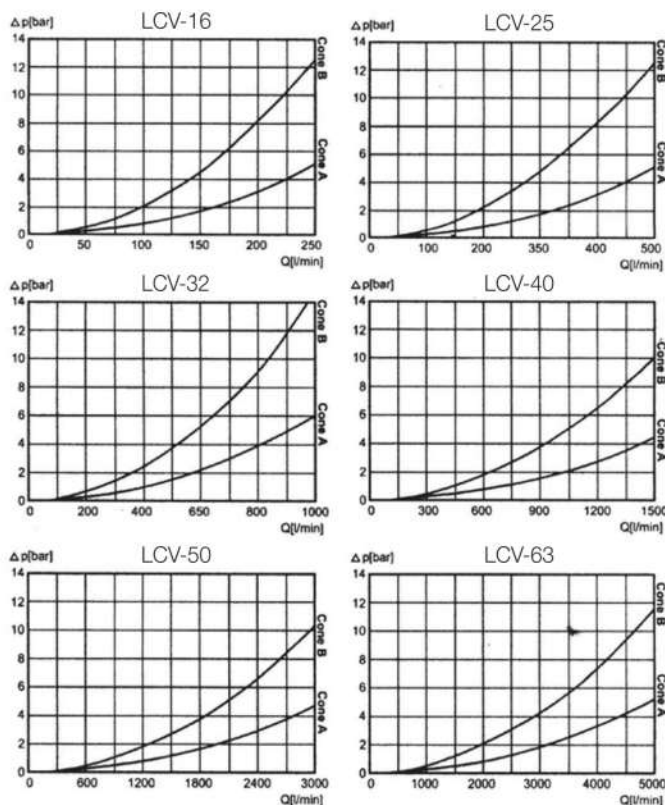 Δp[bar] LCV-16
14
12
10
8
6
4
2
0 50 100 150 200 250
Q[l/min]
Cone B
Cone A
Δp[bar] LCV-25
14
12
10
8
6
4
2
0 100 200 350 400 500
Q[l/min]
Cone B
Cone A
Δp[bar] LCV-32
14
12
10
8
6
4
2
0 200 400 650 800 1000
Q[l/min]
Cone B
Cone A
Δp[bar] LCV-40
14
12
10
8
6
4
2
0 300 600 900 1200 1500
Q[l/min]
Cone B
Cone A
Δp[bar] LCV-50
14
12
10
8
6
4
2
0 600 1200 1800 2400 3000
Q[l/min]
Cone B
Cone A
Δp[bar] LCV-63
14
12
10
8
6
4
2
0 1000 2000 3000 4000 5000
Q[l/min]
Cone B
Cone A